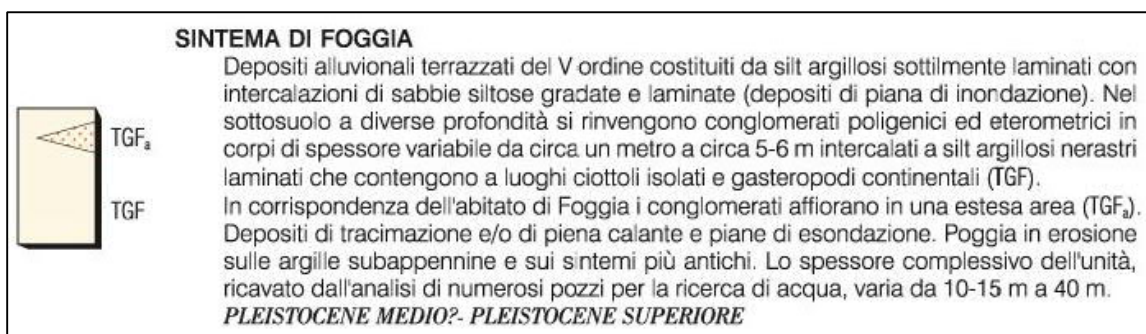 SINTEMA DI FOGGIA
Depositi alluvionali terrazzati del V ordine costituiti da silt argillosi sottilmente laminati con
intercalazioni di sabbie siltose gradate e laminate (depositi di piana di inondazione). Nel
sottosuolo a diverse profondità si rinvengono conglomerati poligenici ed eterometrici in
corpi di spessore variabile da circa un metro a circa 5-6 m intercalati a silt argillosi nerastri
laminati che contengono a luoghi ciottoli isolati e gasteropodi continentali (TGF).
In corrispondenza dell'abitato di Foggia i conglomerati affiorano in una estesa area (TGFa).
Depositi di tracimazione e/o di piena calante e piane di esondazione. Poggia in erosione
sulle argille subappennine e sui sintemi più antichi. Lo spessore complessivo dell'unità,
ricavato dall'analisi di numerosi pozzi per la ricerca di acqua, varia da 10-15 m a 40 m.
PLEISTOCENE MEDIO?- PLEISTOCENE SUPERIORE
TGFa
TGF